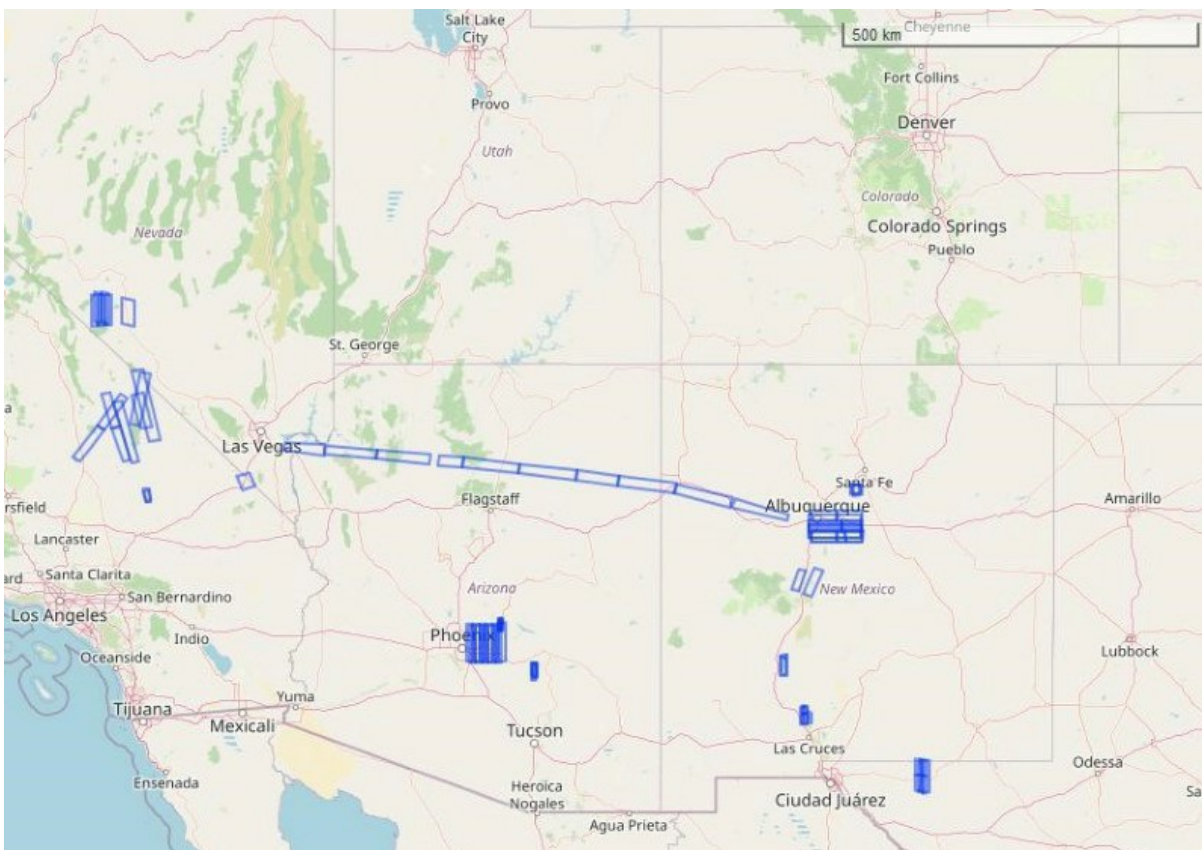 Salt Lake
City
500 km
Cheyenne
Fort Collins
Provo
Denver
Utah
Colorado
Colorado Springs
Nevada
Pueblo
St. George
a
Las Vegas
Santa Fe
Flagstaff
Albuquerque
Amarillo
rsfield
Lancaster
ard
Santa Clarita
San Bernardino
Arizona
New Mexico
Los Angeles
Indio
Phoenix
Oceanside
Lubbock
Yuma
Tijuana
Mexicali
Tucson
Las Cruces
Ensenada
Odessa
Heroica
Nogales
Ciudad Juárez
Sa
Agua Prieta